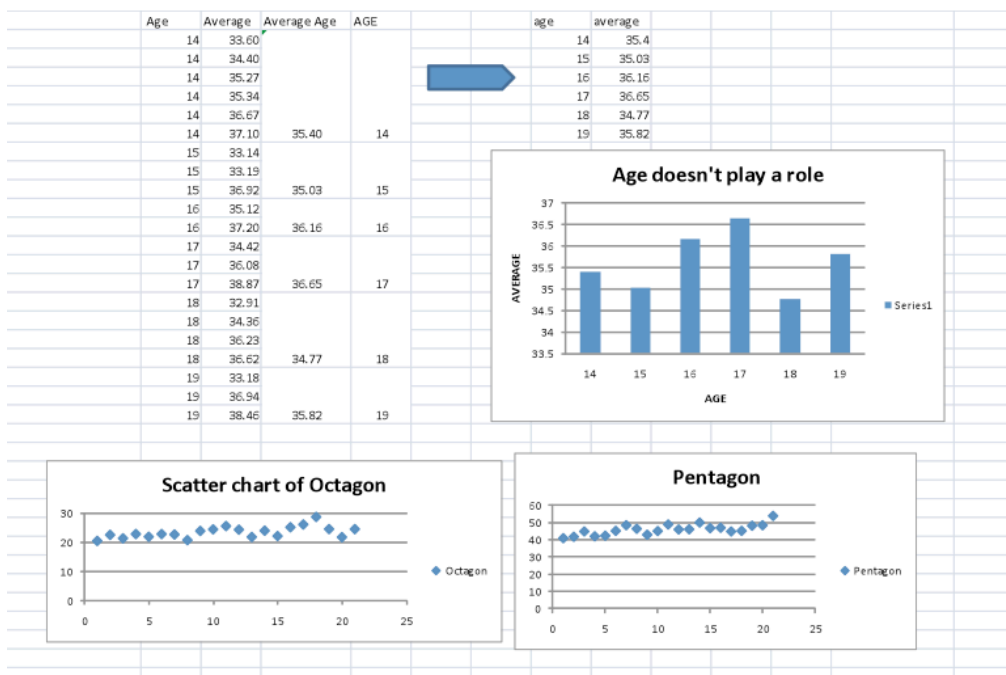 Age Average Average Age AGE age average
14 33.60 14 35.4
14 34.40 15 35.03
14 35.27 16 36.16
14 35.34 17 36.65
14 36.67 18 34.77
14 37.10 35.40 14 19 35.82
15 33.14
15 33.19
15 36.92 35.03 15
16 35.12
16 37.20 36.16 16
17 34.42
17 36.08
17 38.87 36.65 17
18 32.91
18 34.36
18 36.23
18 36.62 34.77 18
19 33.18
19 36.94
19 38.46 35.82 19
Age doesn't play a role
37
36.5
36
35.5
35
34.5
34
33.5
AVERAGE
14 15 16 17 18 19
AGE
Series1
Scatter chart of Octagon
30
20
10
0
0 5 10 15 20 25
Octagon
Pentagon
60
50
40
30
20
10
0
0 5 10 15 20 25
Pentagon